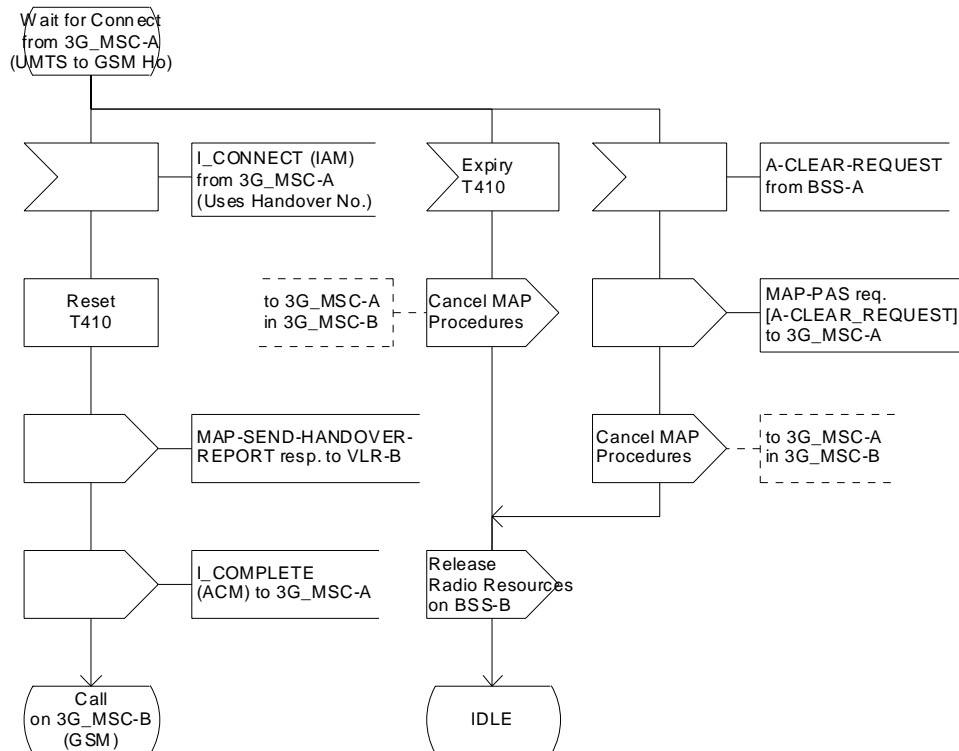 Wait for Connect
from 3G_MSC-A
(UMTS to GSM Ho)
I_CONNECT (IAM)
from 3G_MSC-A
(Uses Handover No.)
Expiry
T410
A-CLEAR-REQUEST
from BSS-A
Reset
T410
to 3G_MSC-A
in 3G_MSC-B
Cancel MAP
Procedures
MAP-PAS req.
[A-CLEAR_REQUEST]
to 3G_MSC-A
MAP-SEND-HANDOVER-
REPORT resp. to VLR-B
Cancel MAP
Procedures
to 3G_MSC-A
in 3G_MSC-B
I_COMPLETE
(ACM) to 3G_MSC-A
Release
Radio Resources
on BSS-B
Call
on 3G_MSC-B
(GSM)
IDLE